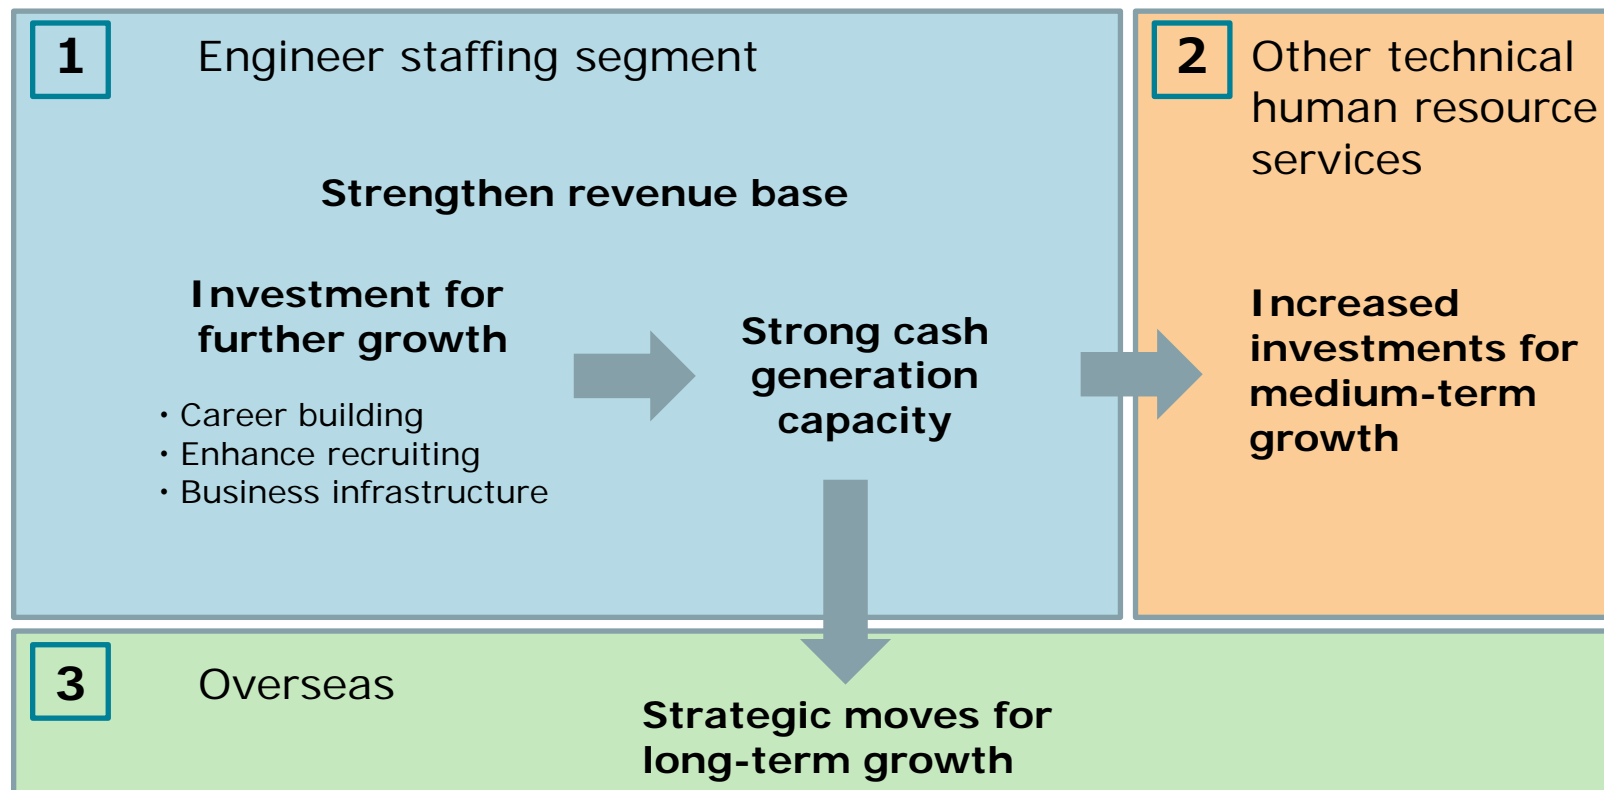 1
Engineer staffing segment
Strengthen revenue base
Investment for
further growth
・Career building
・Enhance recruiting
・Business infrastructure
Strong cash
generation
capacity
2
Other technical
human resource
services
Increased
investments for
medium-term
growth
3
Overseas
Strategic moves for
long-term growth